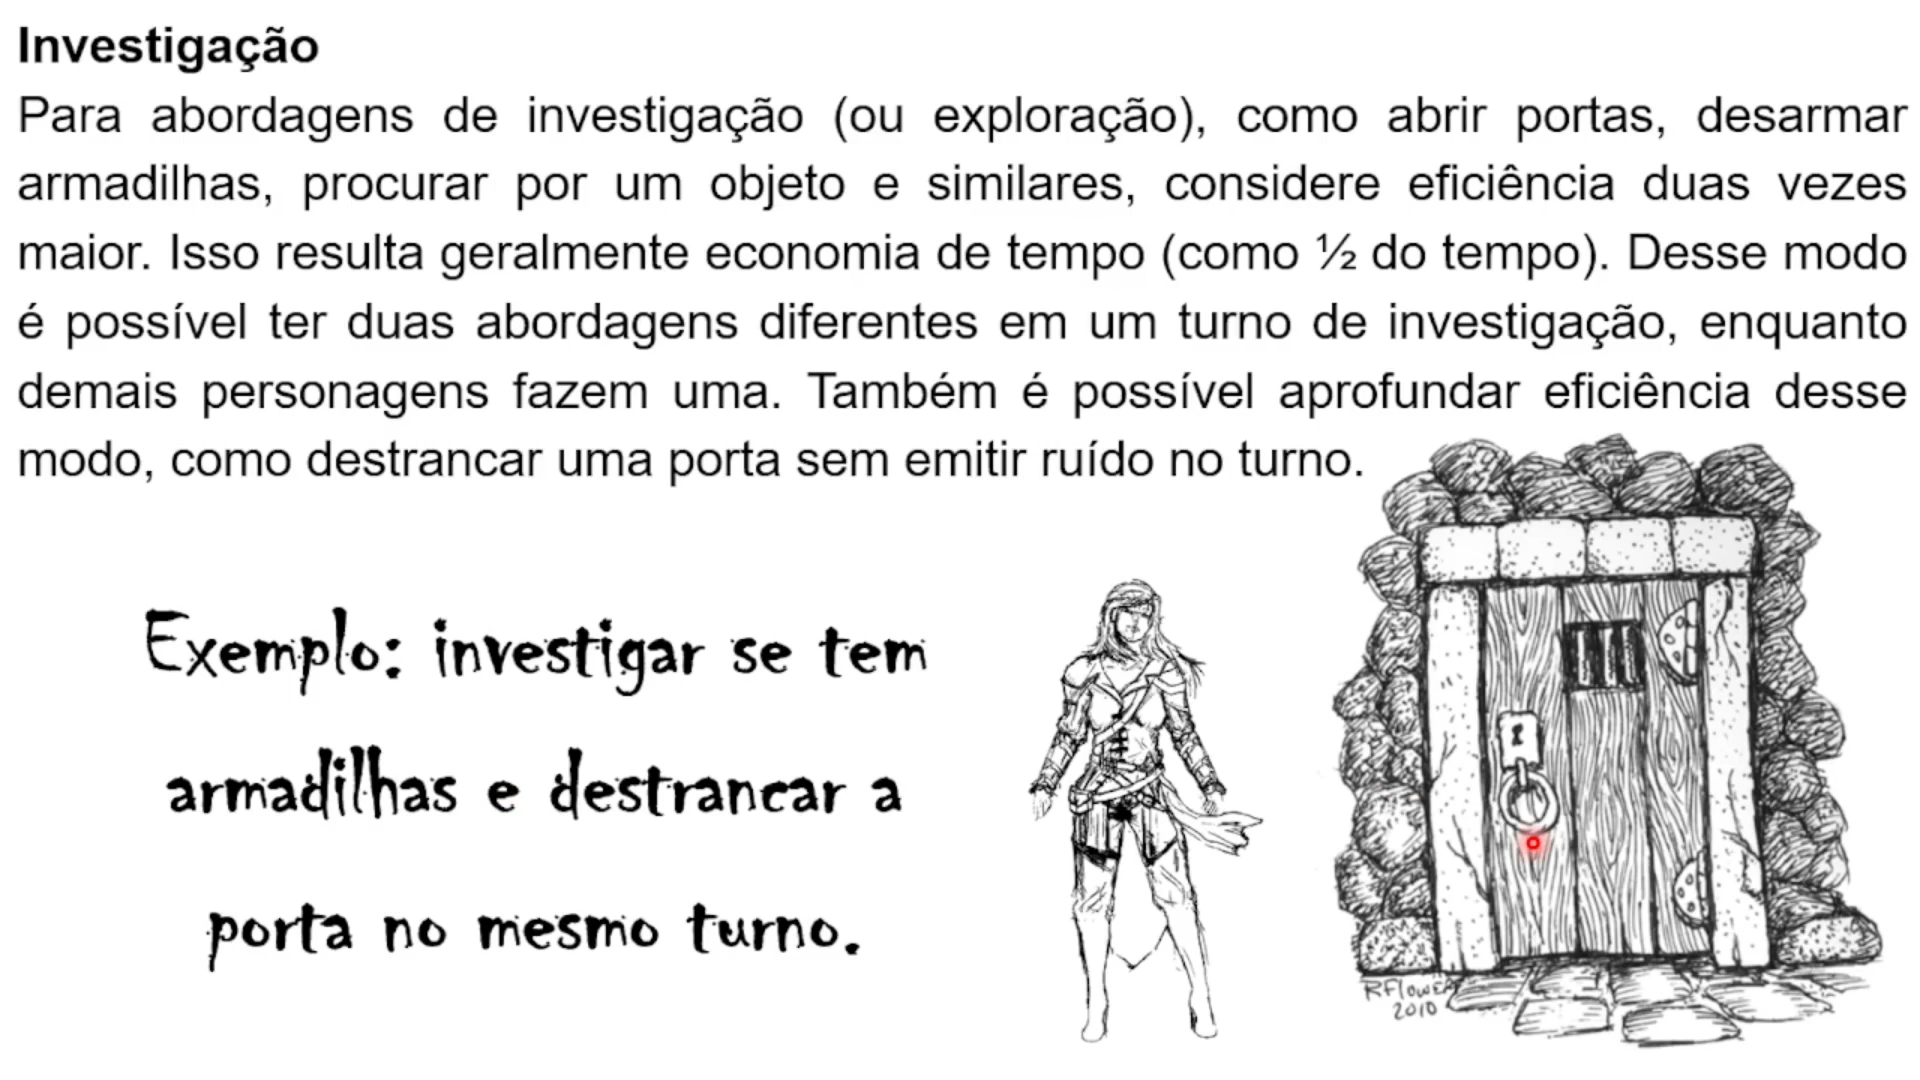 Investigação
Para abordagens de investigação (ou exploração), como abrir portas, desarmar
armadilhas, procurar por um objeto e similares, considere eficiência duas vezes
maior. Isso resulta geralmente economia de tempo (como ½ do tempo). Desse modo
é possível ter duas abordagens diferentes em um turno de investigação, enquanto
demais personagens fazem uma. Também é possível aprofundar eficiência desse
modo, como destrancar uma porta sem emitir ruído no turno.
Exemplo: investigar se tem
armadilhas e destrancar a
porta no mesmo turno.
2010